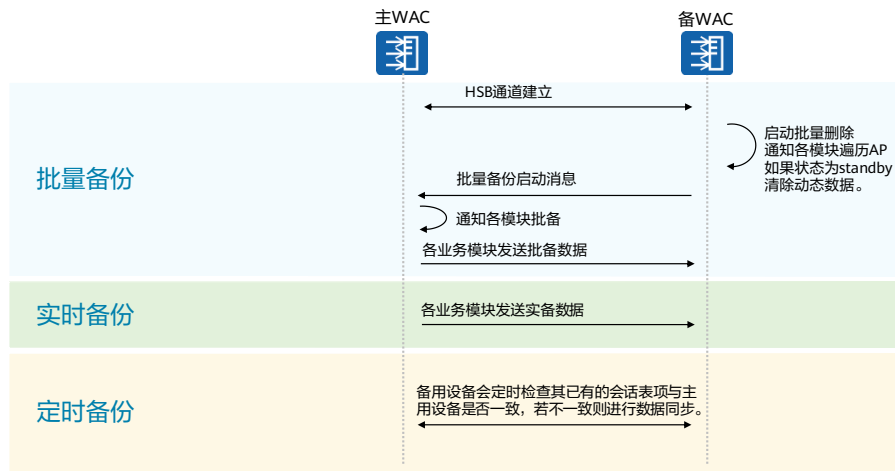 主WAC
备WAC
HSB通道建立
启动批量删除
通知各模块遍历AP
如果状态为standby
清除动态数据。
批量备份
批量备份启动消息
通知各模块批备
各业务模块发送批备数据
实时备份
各业务模块发送实备数据
定时备份
备用设备会定时检查其已有的会话表项与主
用设备是否一致，若不一致则进行数据同步。